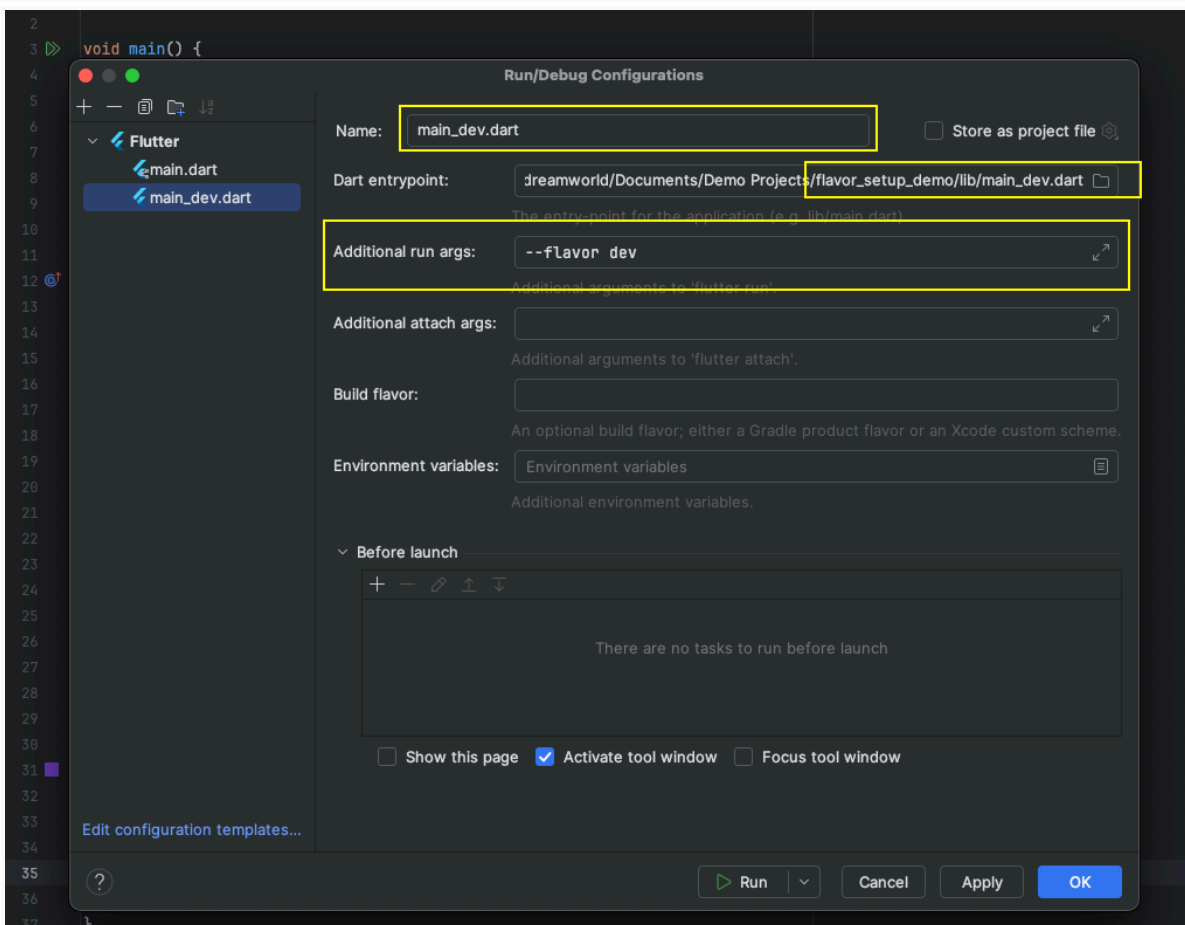 2
3 void main() {
4
Run/Debug Configurations
5
6
7
8
9
10
11
12
13
14
15
16
17
18
19
20
21
22
23
24
25
26
27
28
29
30
31
32
33
34
35
36
37 }
Flutter
main.dart
main_dev.dart
Edit configuration templates...
Name: main_dev.dart Store as project file
Dart entrypoint: dreamworld/Documents/Demo Projects/flavor_setup_demo/lib/main_dev.dart
The entry-point for the application (e.g. lib/main.dart)
Additional run args: --flavor dev
Additional arguments to 'flutter run'.
Additional attach args:
Additional arguments to 'flutter attach'.
Build flavor:
An optional build flavor; either a Gradle product flavor or an Xcode custom scheme.
Environment variables: Environment variables
Additional environment variables.
Before launch
There are no tasks to run before launch
Show this page Activate tool window Focus tool window
? Run Cancel Apply OK